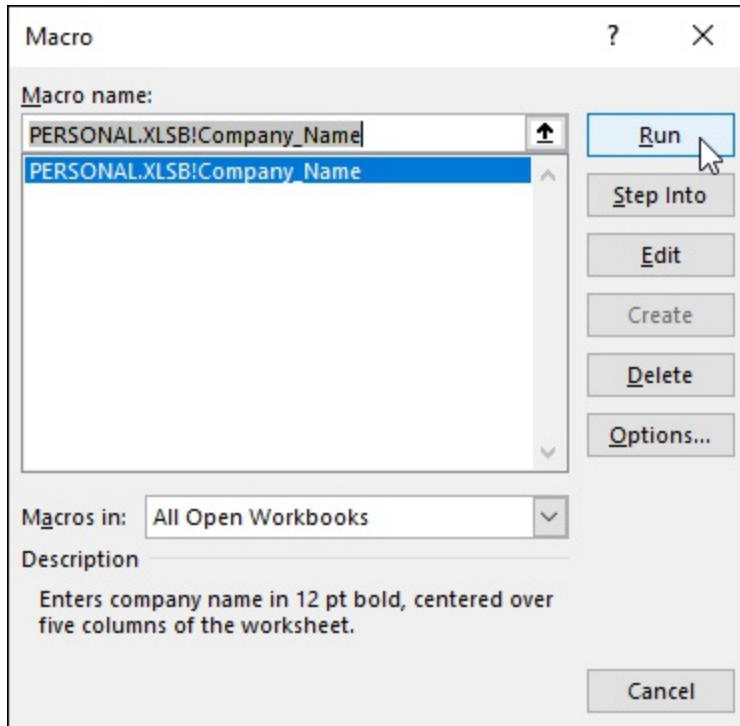 Macro
?
Macro name:
PERSONAL.XLSB!Company_Name
PERSONAL.XLSB!Company_Name
Run
Step Into
Edit
Create
Delete
Options...
Macros in: All Open Workbooks
Description
Enters company name in 12 pt bold, centered over
five columns of the worksheet.
Cancel